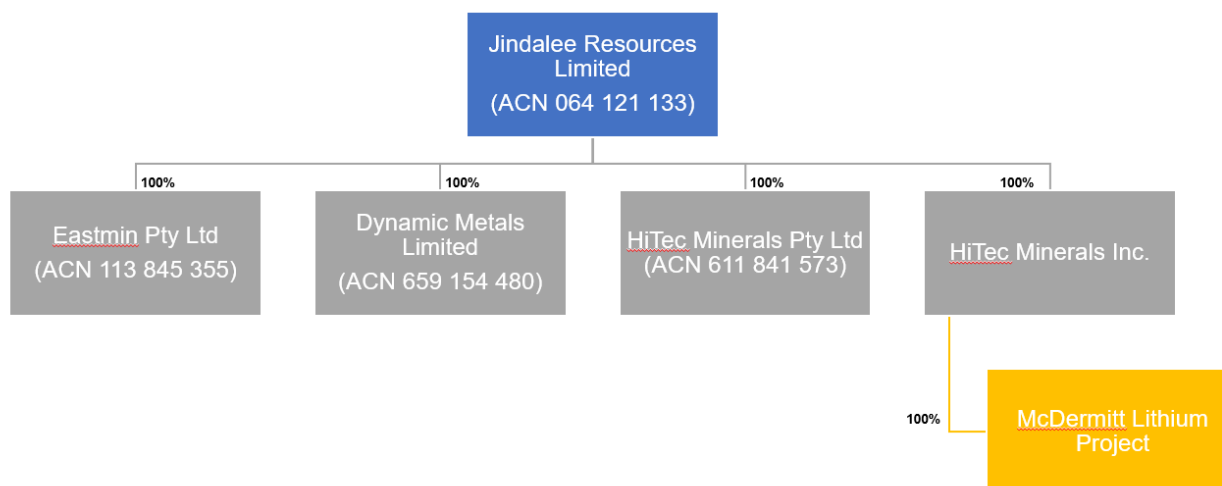 Jindalee Resources
Limited
(ACN 064 121 133)
100%
100%
100%
100%
Eastmin Pty Ltd
(ACN 113 845 355)
Dynamic Metals
Limited
(ACN 659 154 480)
HiTec Minerals Pty Ltd
(ACN 611 841 573)
HiTec Minerals Inc.
100%
McDermitt Lithium
Project